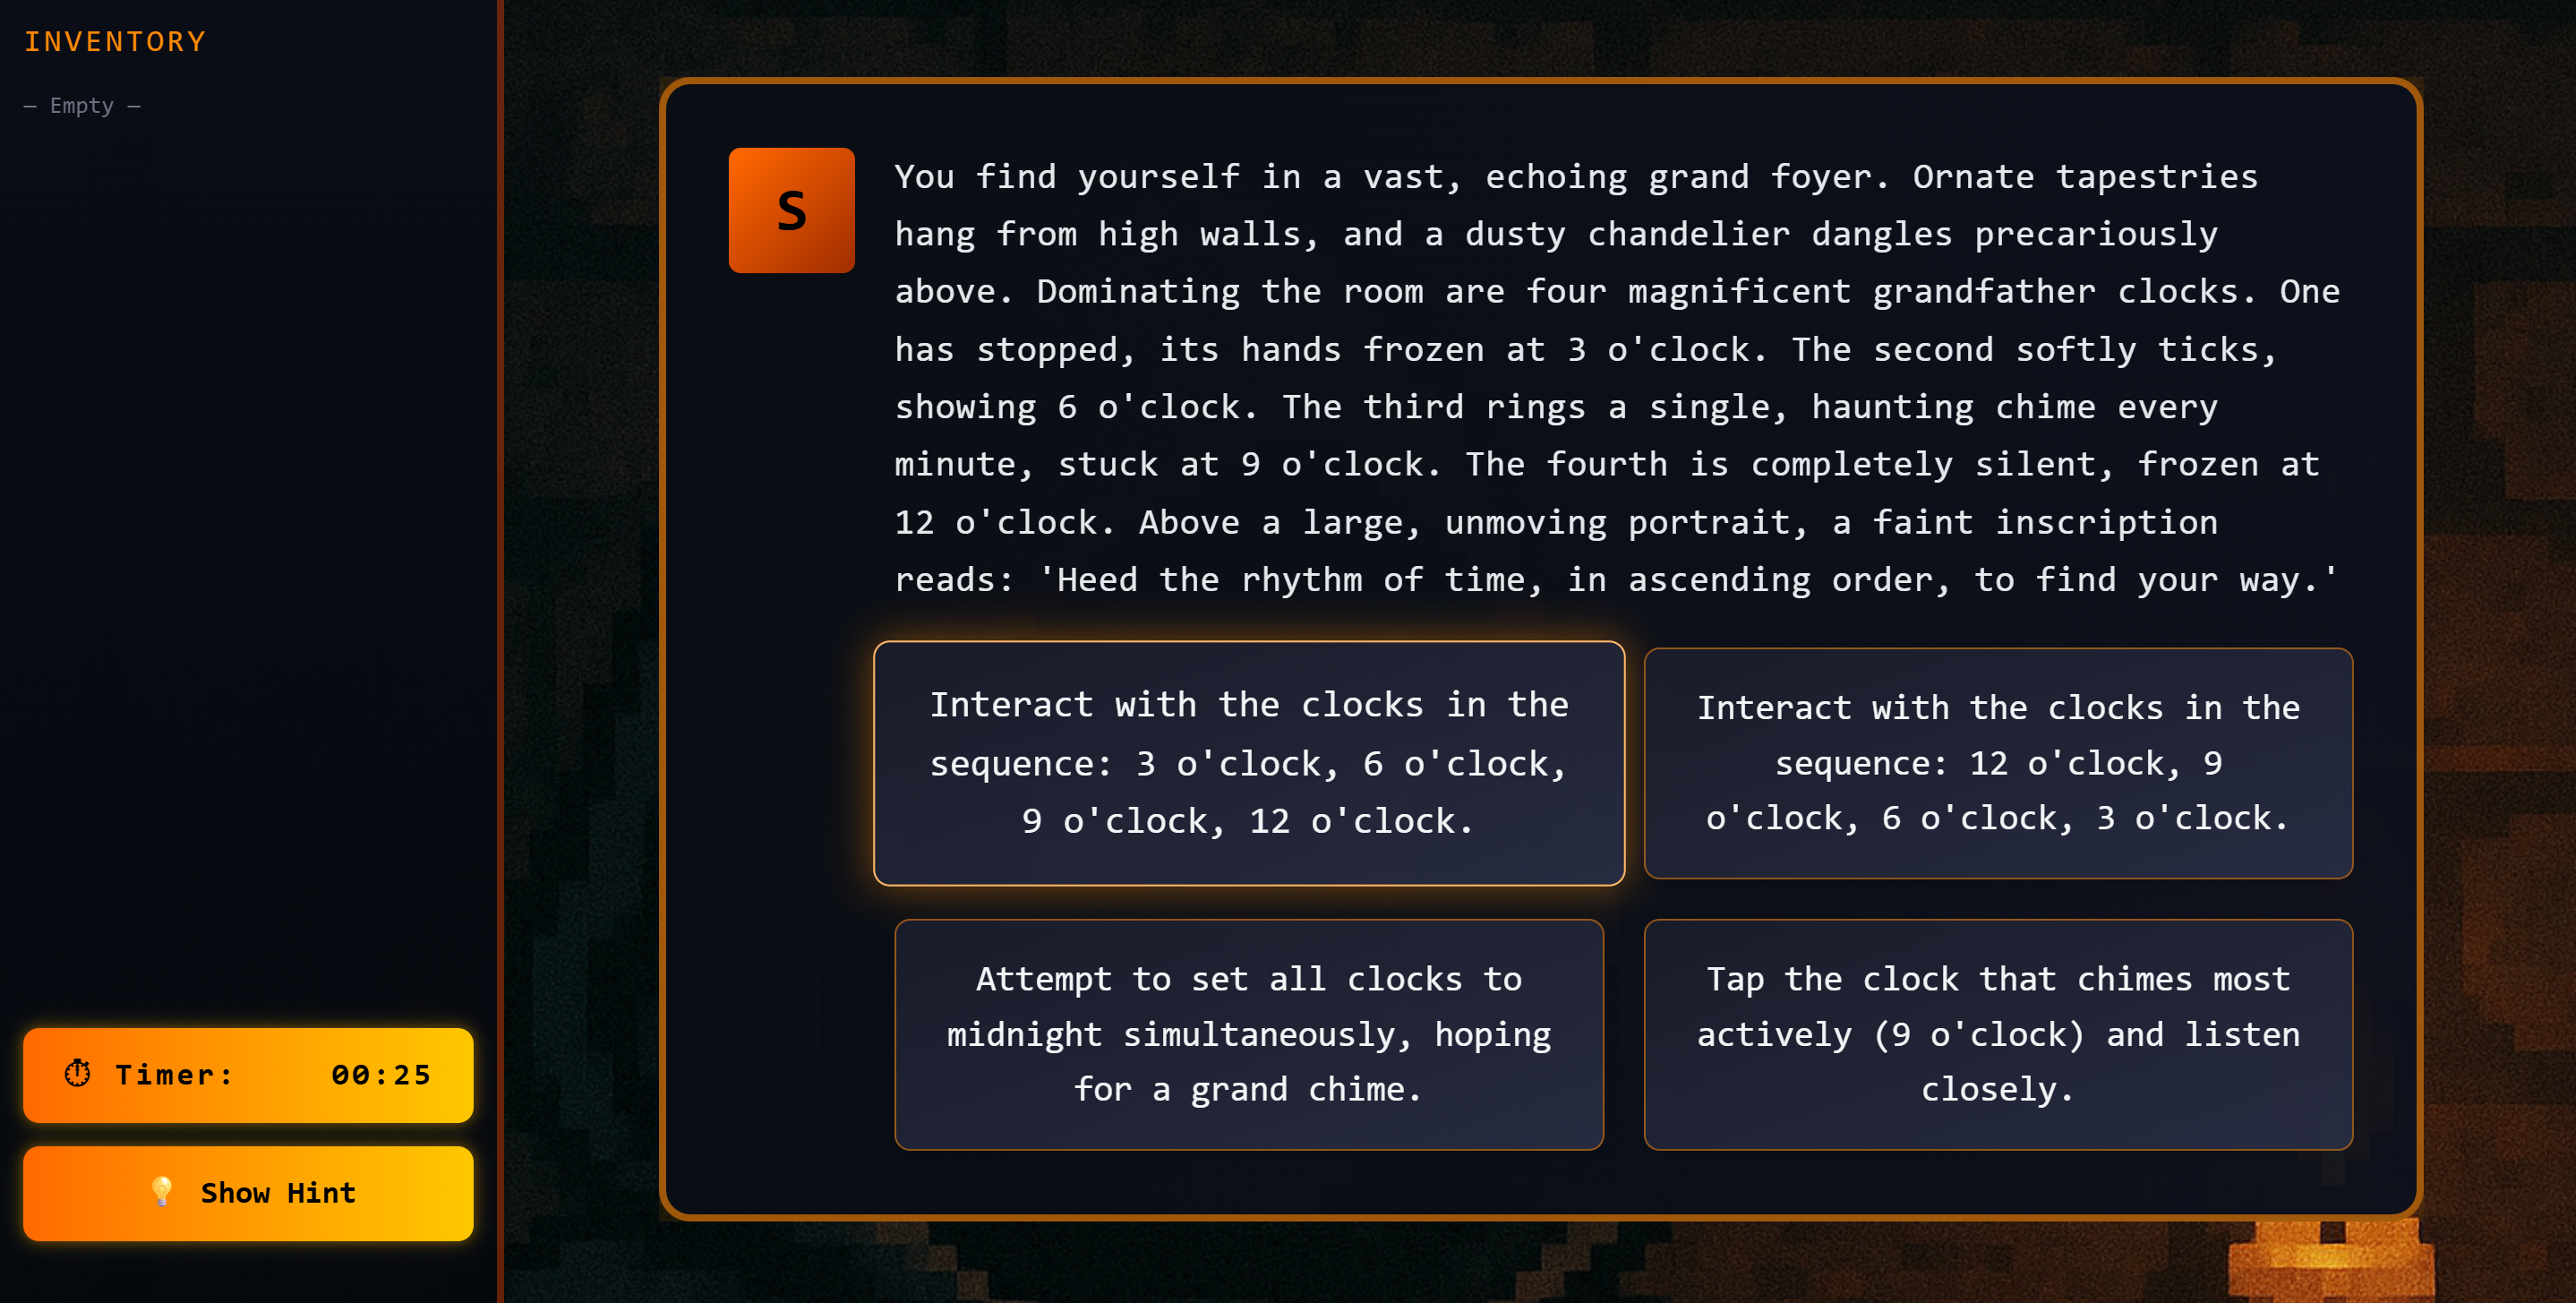 INVENTORY
— Empty —
⏱ Timer: 00:25
💡 Show Hint
S
You find yourself in a vast, echoing grand foyer. Ornate tapestries
hang from high walls, and a dusty chandelier dangles precariously
above. Dominating the room are four magnificent grandfather clocks. One
has stopped, its hands frozen at 3 o'clock. The second softly ticks,
showing 6 o'clock. The third rings a single, haunting chime every
minute, stuck at 9 o'clock. The fourth is completely silent, frozen at
12 o'clock. Above a large, unmoving portrait, a faint inscription
reads: 'Heed the rhythm of time, in ascending order, to find your way.'
Interact with the clocks in the
sequence: 3 o'clock, 6 o'clock,
9 o'clock, 12 o'clock.
Interact with the clocks in the
sequence: 12 o'clock, 9
o'clock, 6 o'clock, 3 o'clock.
Attempt to set all clocks to
midnight simultaneously, hoping
for a grand chime.
Tap the clock that chimes most
actively (9 o'clock) and listen
closely.